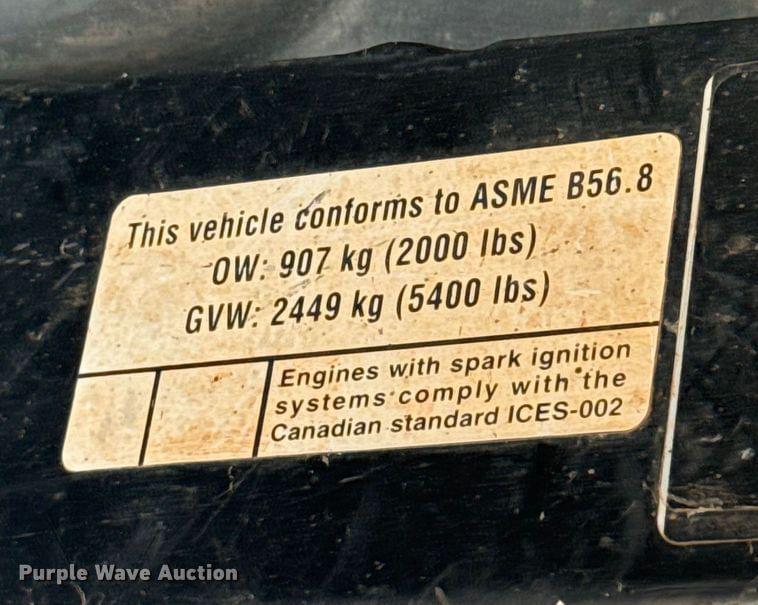 This vehicle conforms to ASME B56.8
OW: 907 kg (2000 lbs)
GVW: 2449 kg (5400 lbs)
Engines with spark ignition
systems comply with the
Canadian standard ICES-002
Purple Wave Auction